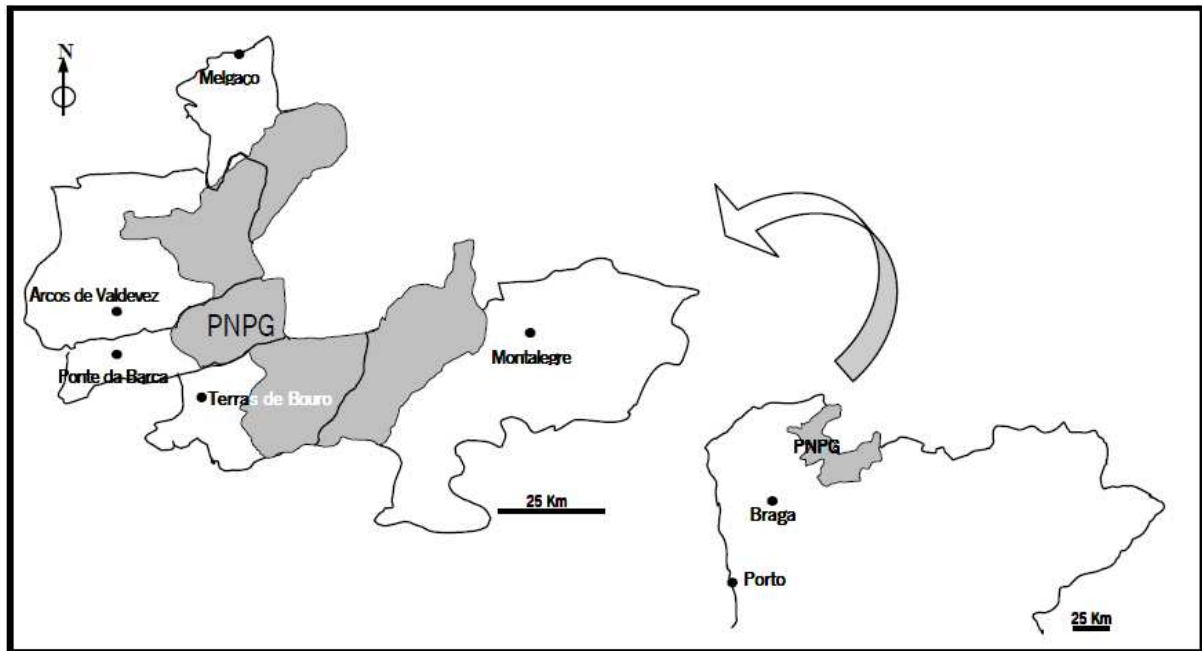 N
Melgaço
Arcos de Valdevez
PNPG
Ponte da Barca
Terras de Bouro
Montalegre
25 Km
PNPG
Braga
Porto
25 Km